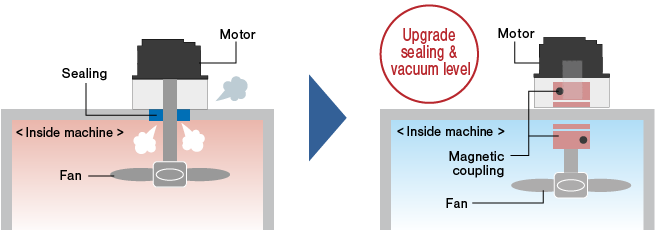 Motor
Sealing
< Inside machine >
Fan
Upgrade
sealing &
vacuum level
Motor
< Inside machine >
Magnetic
coupling
Fan